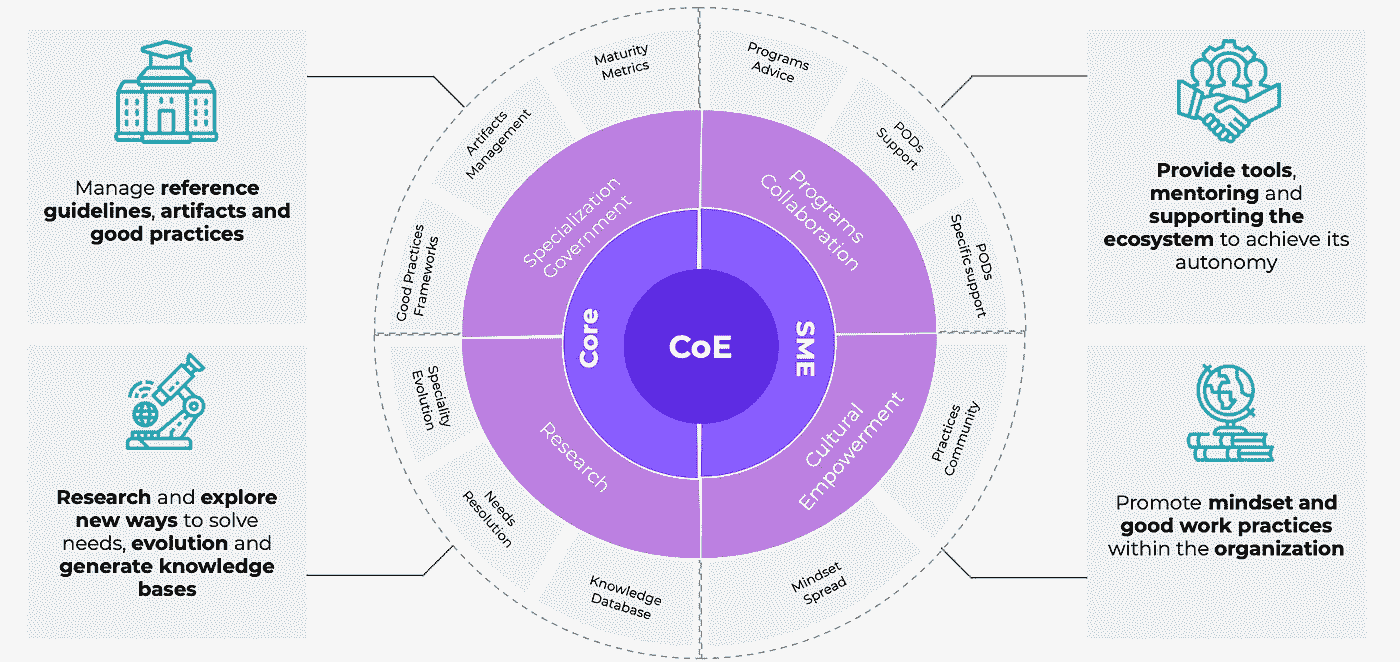 Manage reference
guidelines, artifacts and
good practices
Research and explore
new ways to solve
needs, evolution and
generate knowledge
bases
Maturity
Metrics
Artifacts
Management
Good Practices
Frameworks
Speciality
Evolution
Needs
Resolution
Knowledge
Database
Specialization
Government
Research
Core
CoE
SME
Programs
Collaboration
Cultural
Empowerment
Programs
Advice
PODs
Support
PODs
Specific support
Practices
Community
Mindset
Spread
Provide tools,
mentoring and
supporting the
ecosystem to achieve its
autonomy
Promote mindset and
good work practices
within the organization